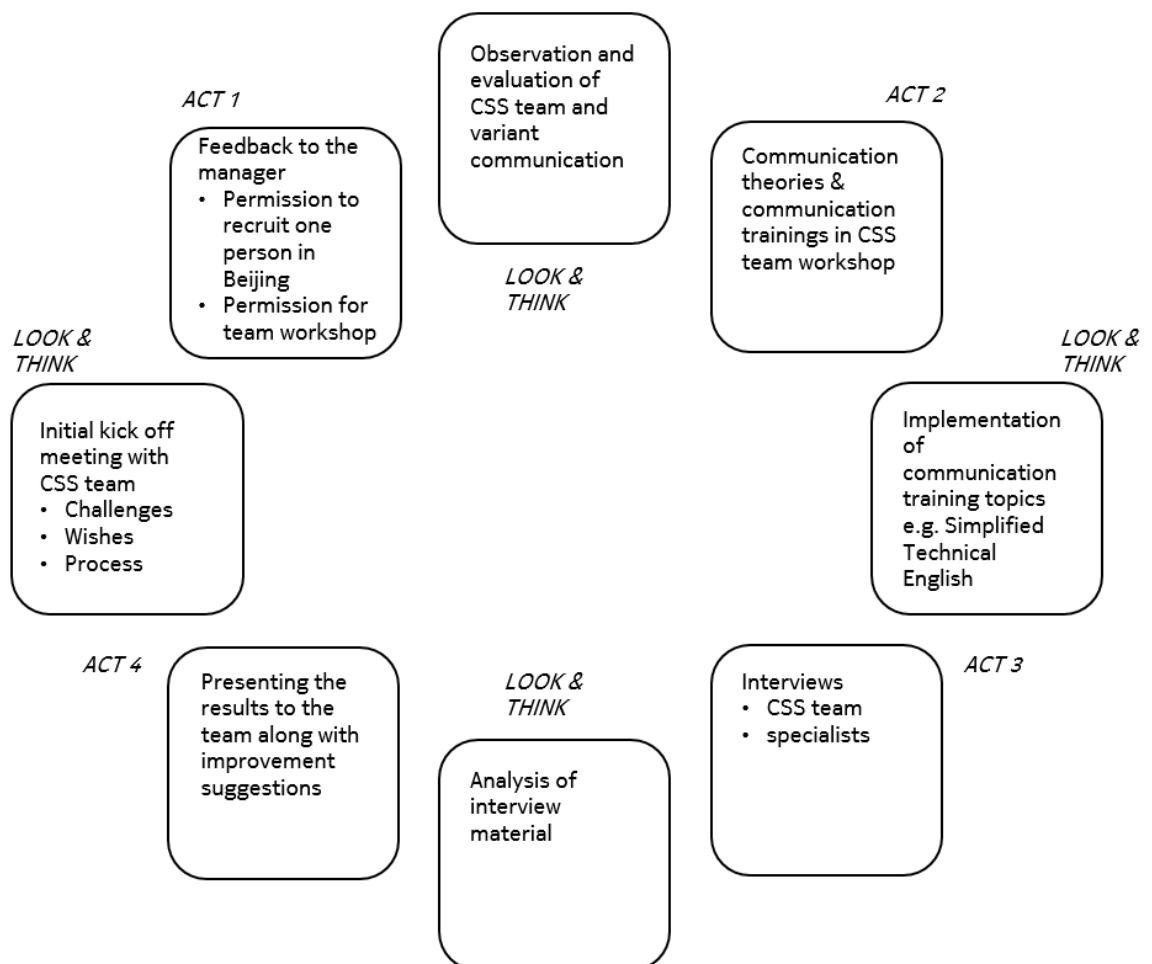 LOOK &
THINK
Initial kick off
meeting with
CSS team
• Challenges
• Wishes
• Process
ACT 1
Feedback to the
manager
• Permission to
recruit one
person in
Beijing
• Permission for
team workshop
Observation and
evaluation of
CSS team and
variant
communication
LOOK &
THINK
ACT 2
Communication
theories &
communication
trainings in CSS
team workshop
LOOK &
THINK
Implementation
of
communication
training topics
e.g. Simplified
Technical
English
ACT 3
Interviews
• CSS team
• specialists
LOOK &
THINK
Analysis of
interview
material
ACT 4
Presenting the
results to the
team along with
improvement
suggestions